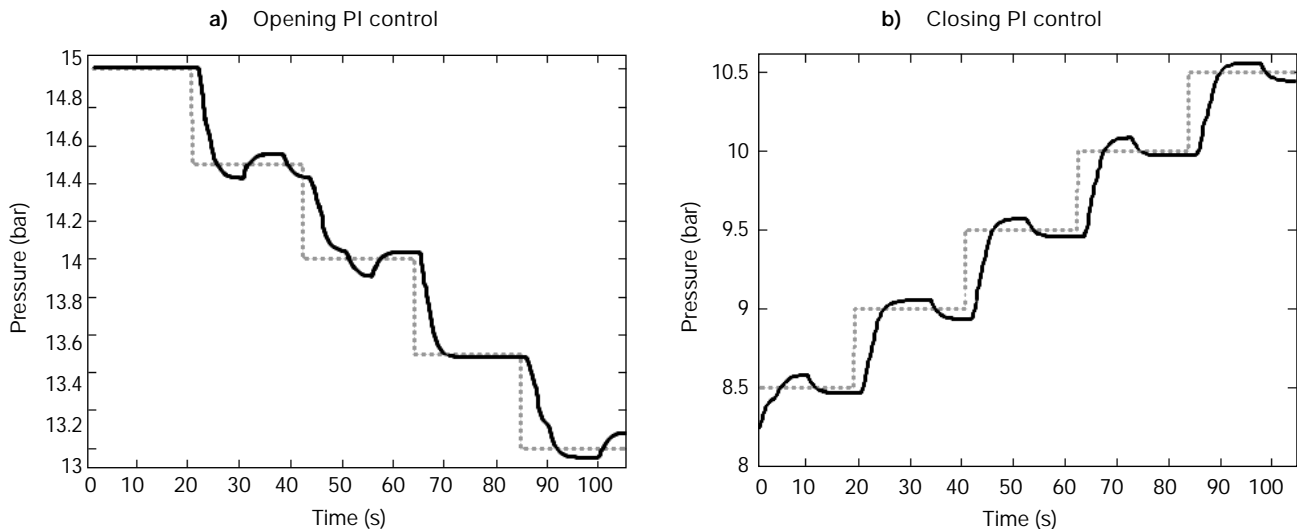 a) Opening PI control
Pressure (bar)
15
14.8
14.6
14.4
14.2
14
13.8
13.6
13.4
13.2
13
0 10 20 30 40 50 60 70 80 90 100
Time (s)
b) Closing PI control
Pressure (bar)
10.5
10
9.5
9
8.5
8
0 10 20 30 40 50 60 70 80 90 100
Time (s)